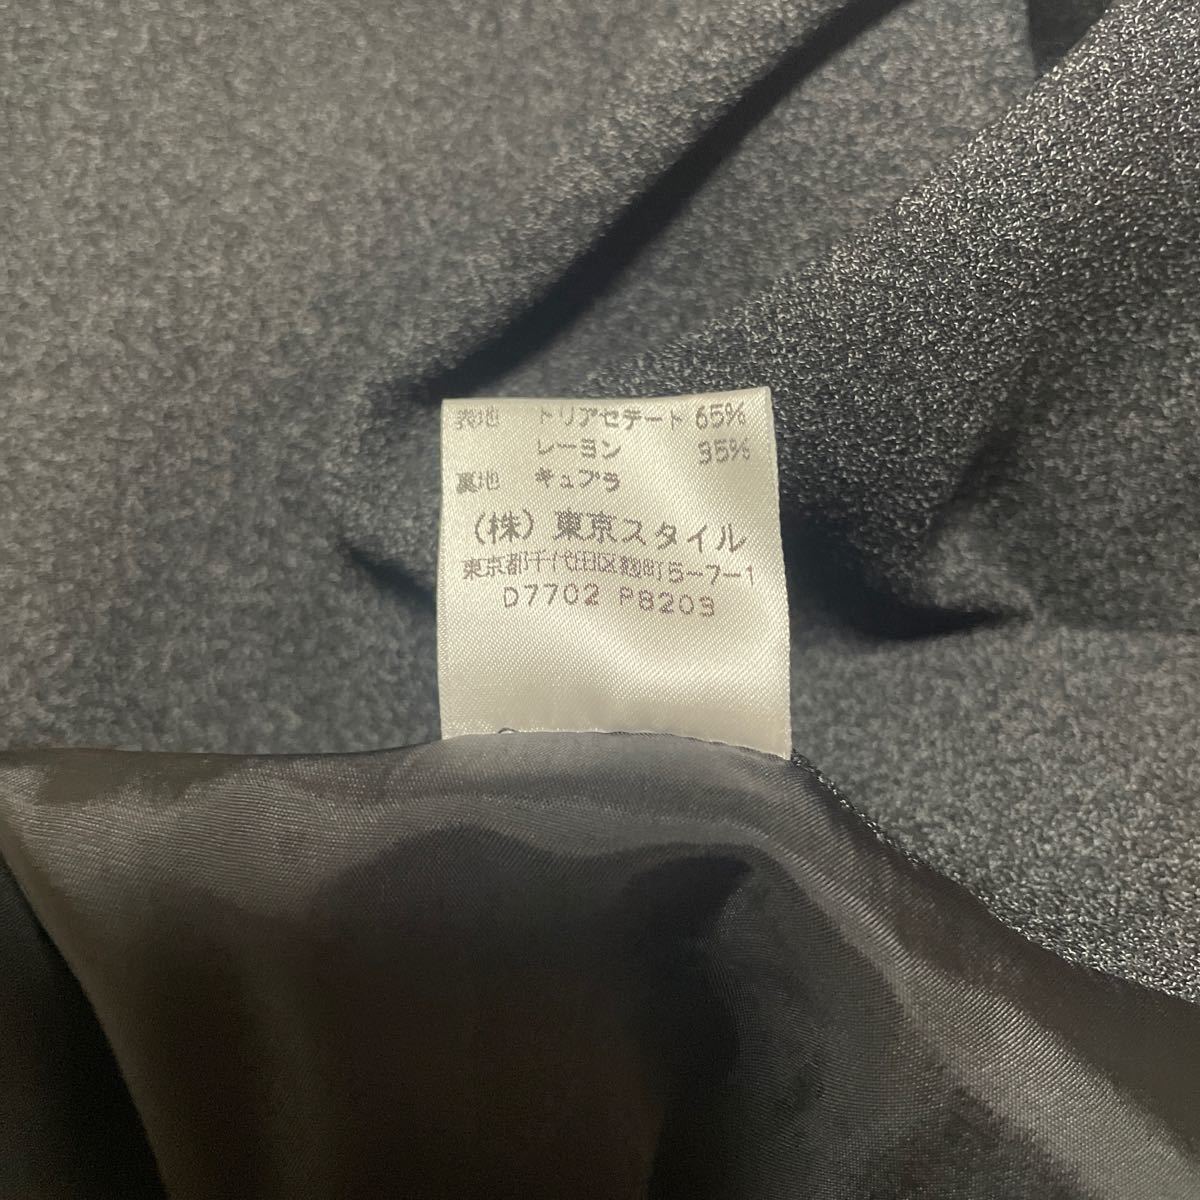 表地 トリアセテート 65%
レーヨン 35%
裏地 キュプラ
(株) 東京スタイル
東京都千代田区麹町5-7-1
D7702 P8203